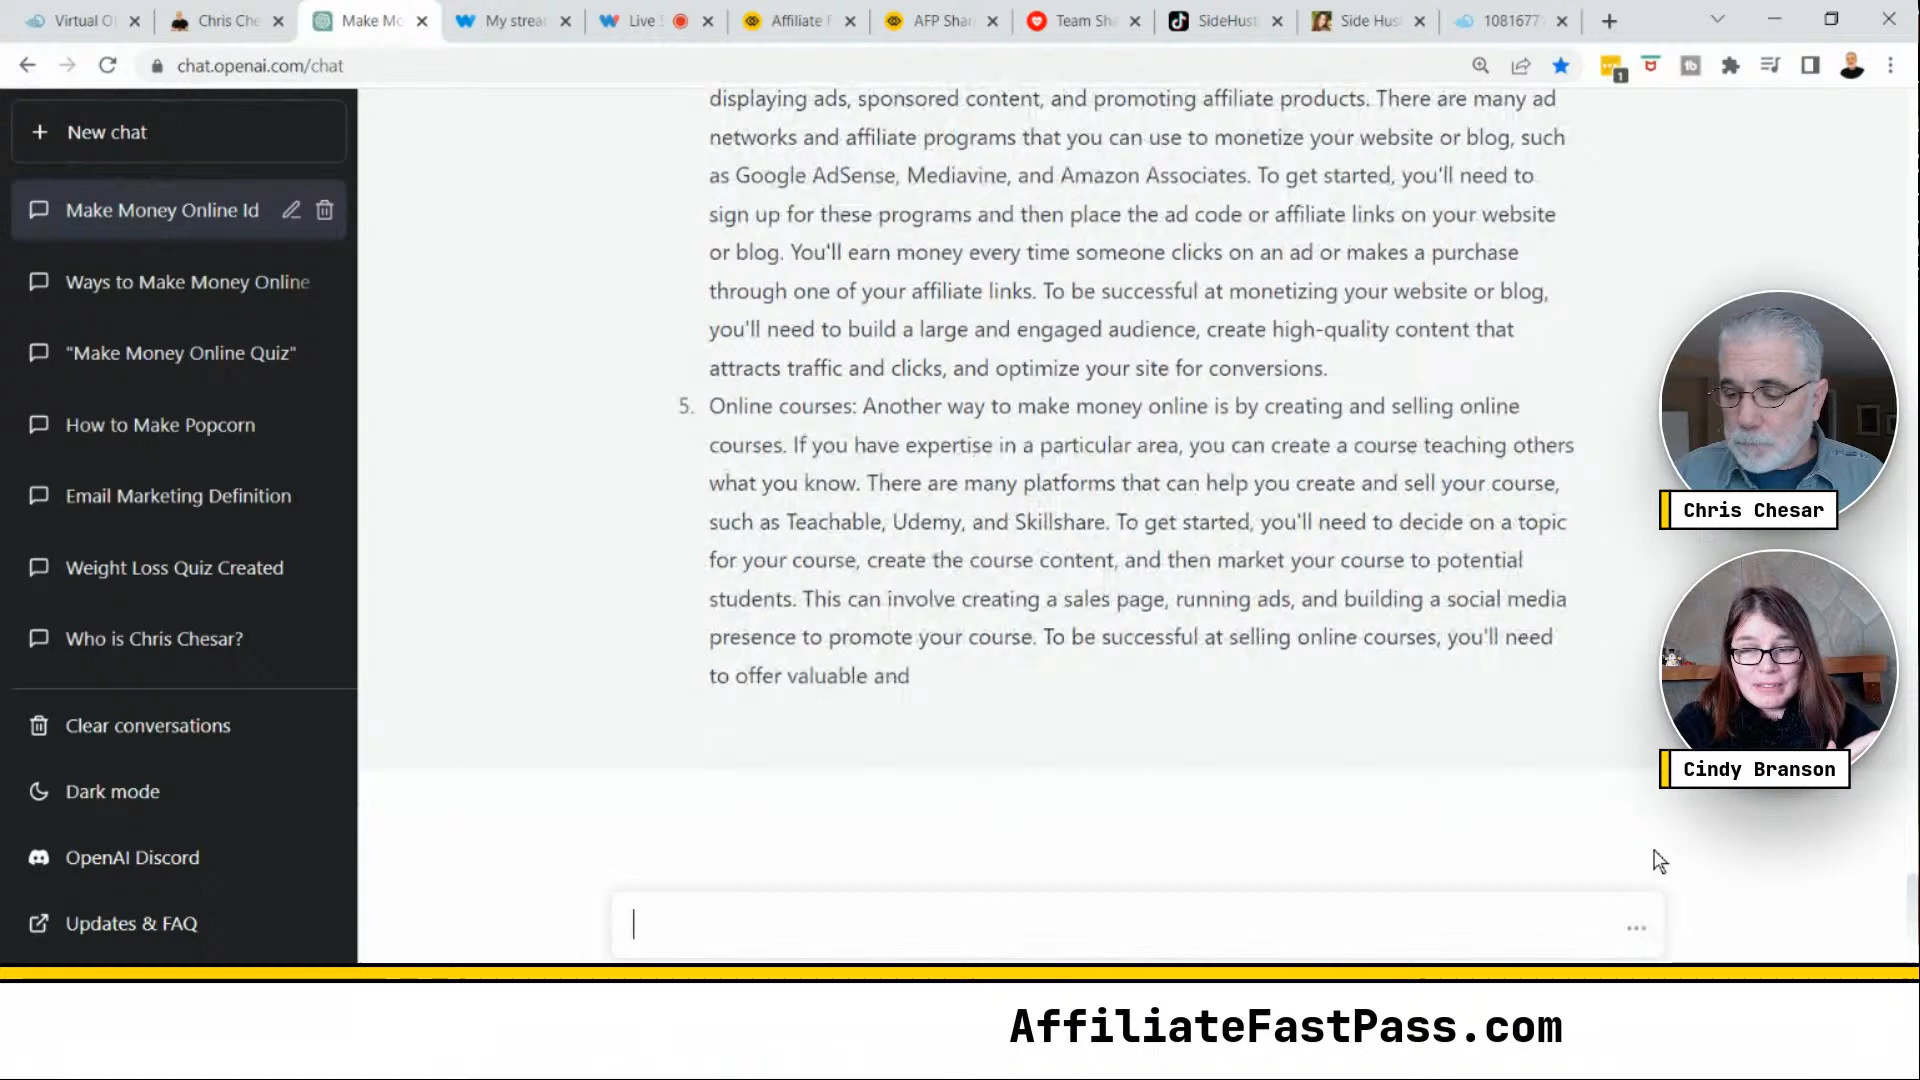 Virtual O
Chris Che
Make Mo
My strea
Live
Affiliate F
AFP Shar
Team Sh
SideHust
Side Hus
1081677
chat.openai.com/chat
1
New chat
Make Money Online Id
Ways to Make Money Online
"Make Money Online Quiz"
How to Make Popcorn
Email Marketing Definition
Weight Loss Quiz Created
Who is Chris Chesar?
Clear conversations
Dark mode
OpenAI Discord
Updates & FAQ
displaying ads, sponsored content, and promoting affiliate products. There are many ad
networks and affiliate programs that you can use to monetize your website or blog, such
as Google AdSense, Mediavine, and Amazon Associates. To get started, you'll need to
sign up for these programs and then place the ad code or affiliate links on your website
or blog. You'll earn money every time someone clicks on an ad or makes a purchase
through one of your affiliate links. To be successful at monetizing your website or blog,
you'll need to build a large and engaged audience, create high-quality content that
attracts traffic and clicks, and optimize your site for conversions.
5. Online courses: Another way to make money online is by creating and selling online
courses. If you have expertise in a particular area, you can create a course teaching others
what you know. There are many platforms that can help you create and sell your course,
such as Teachable, Udemy, and Skillshare. To get started, you'll need to decide on a topic
for your course, create the course content, and then market your course to potential
students. This can involve creating a sales page, running ads, and building a social media
presence to promote your course. To be successful at selling online courses, you'll need
to offer valuable and
Chris Chesar
Cindy Branson
AffiliateFastPass.com